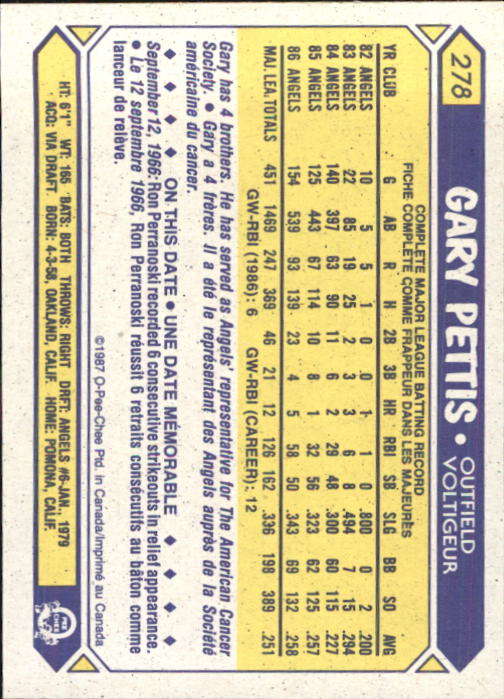 278
GARY PETTIS • OUTFIELD
VOLTIGEUR
COMPLETE MAJOR LEAGUE BATTING RECORD
FICHE COMPLÈTE COMME FRAPPEUR DANS LES MAJEURES
YR CLUB G AB R H 2B 3B HR RBI SB SLG BB SO AVG
82 ANGELS 10 5 5 1 0 0 1 1 0 .800 0 2 .200
83 ANGELS 22 85 19 25 2 3 3 6 8 .494 7 15 .294
84 ANGELS 140 397 63 90 11 6 2 29 48 .300 60 115 .227
85 ANGELS 125 443 67 114 10 8 1 32 56 .323 62 125 .257
86 ANGELS 154 539 93 139 23 4 5 58 50 .343 69 132 .258
MAJ. LEA. TOTALS 451 1469 247 369 46 21 12 126 162 .336 198 389 .251
GW-RBI (1986): 6 GW-RBI (CAREER): 12
Gary has 4 brothers. He has served as Angels' representative for The American Cancer
Society. • Gary a 4 frères. Il a été le représentant des Angels auprès de la Société
américaine du cancer.
♦ ♦ ♦ ♦ ON THIS DATE • UNE DATE MÉMORABLE ♦ ♦ ♦ ♦
September 12, 1966: Ron Perranoski recorded 6 consecutive strikeouts in relief appearance.
• Le 12 septembre 1966, Ron Perranoski réussit 6 retraits consécutifs au bâton comme
lanceur de relève.
©1987 O-Pee-Chee Ptd. in Canada/Imprimé au Canada
HT: 6'1" WT: 165 BATS: BOTH THROWS: RIGHT DRFT: ANGELS #6-JAN., 1979
ACQ: VIA DRAFT BORN: 4-3-58, OAKLAND, CALIF. HOME: POMONA, CALIF.
O
PEE
CHEE